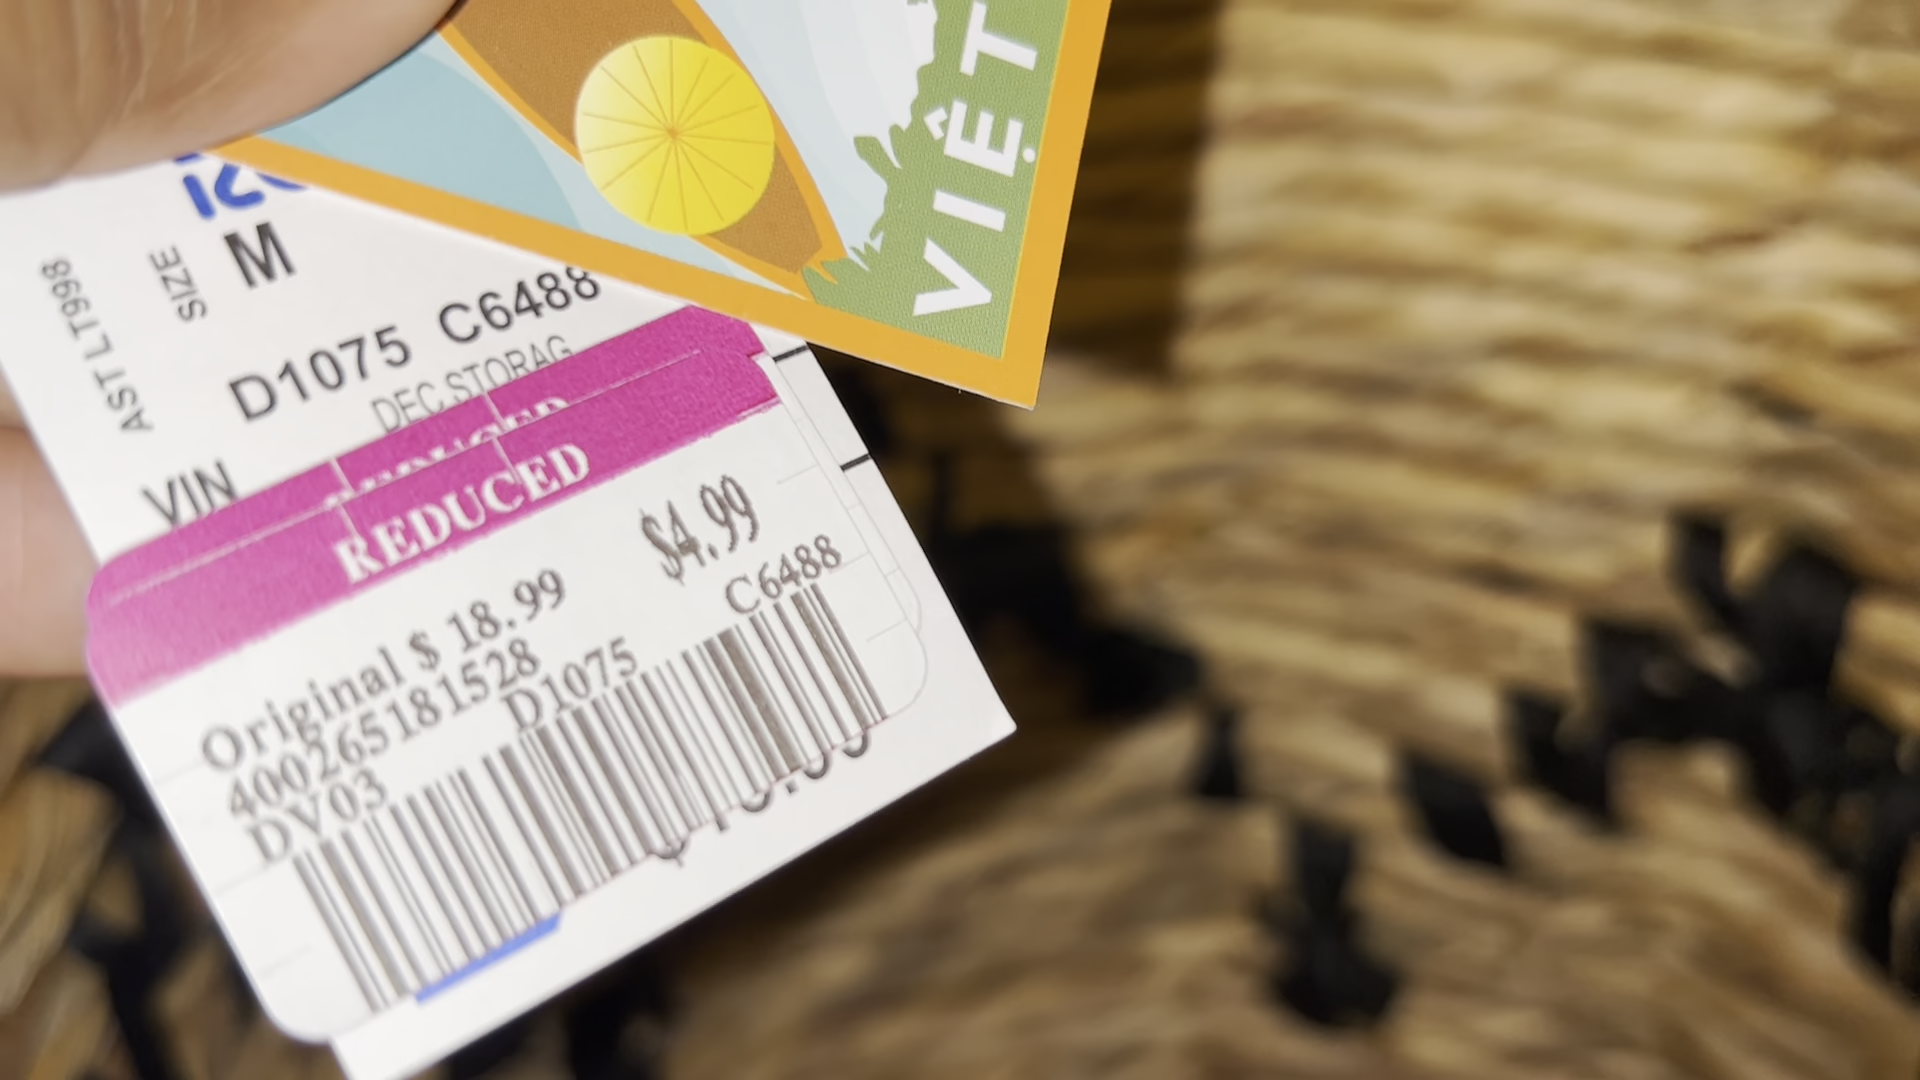 VIỆT
AST LT998
SIZE
M
D1075 C6488
DEC.STORAG
VIN
REDUCED
REDUCED
$4.99
Original $ 18.99
400265181528
D1075
C6488
DV03